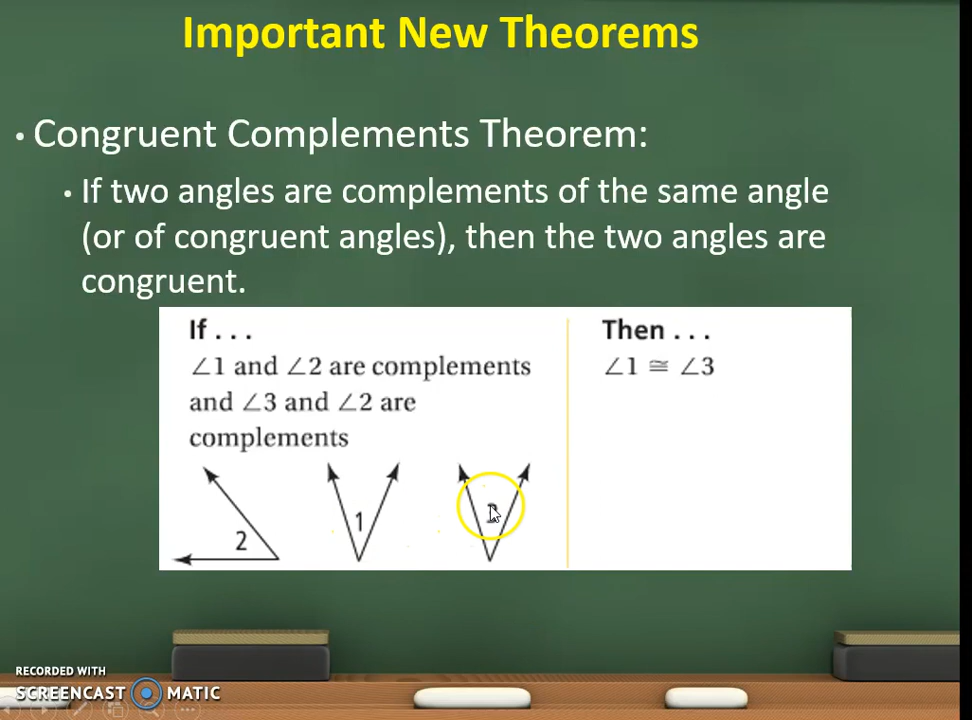 Important New Theorems
• Congruent Complements Theorem:
• If two angles are complements of the same angle
(or of congruent angles), then the two angles are
congruent.
If . . .
∠1 and ∠2 are complements
and ∠3 and ∠2 are
complements
2
1
Then . . .
∠1 ≅ ∠3
RECORDED WITH
SCREENCAST MATIC